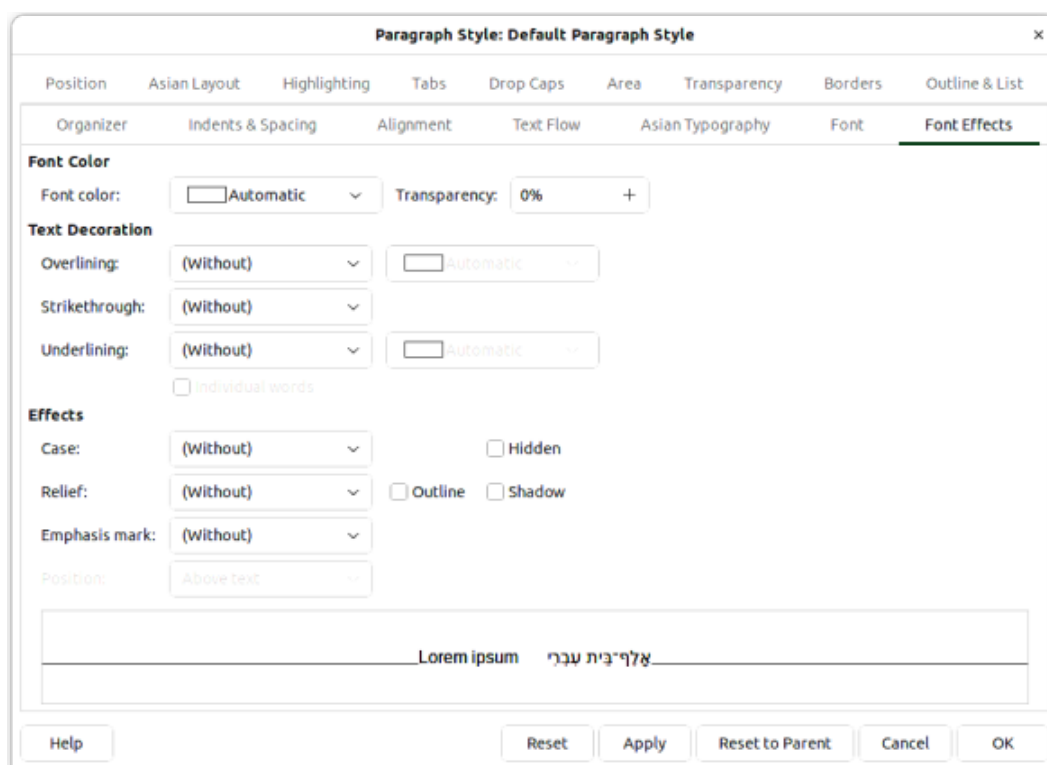 Paragraph Style: Default Paragraph Style ×
Position Asian Layout Highlighting Tabs Drop Caps Area Transparency Borders Outline & List
Organizer Indents & Spacing Alignment Text Flow Asian Typography Font Font Effects
Font Color
Font color: Automatic Transparency: 0% +
Text Decoration
Overlining: (Without) Automatic
Strikethrough: (Without)
Underlining: (Without) Automatic
Individual words
Effects
Case: (Without) Hidden
Relief: (Without) Outline Shadow
Emphasis mark: (Without)
Position: Above text
Lorem ipsum אָלֶף־בֵּית עִבְרִי
Help Reset Apply Reset to Parent Cancel OK